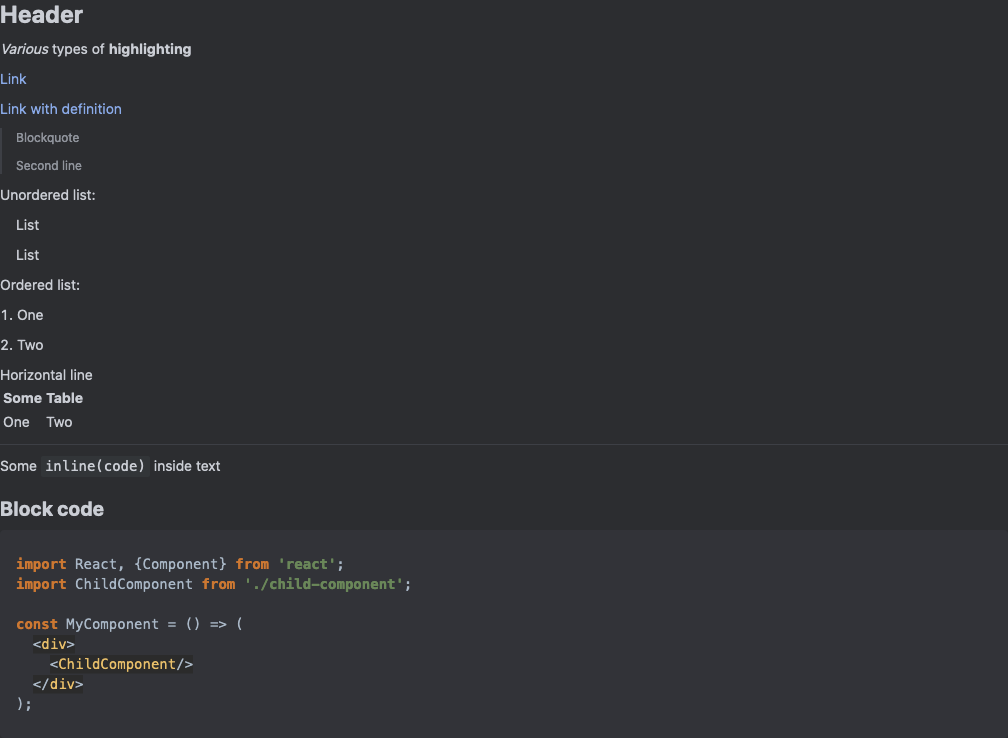 Header
Various types of highlighting
Link
Link with definition
Blockquote
Second line
Unordered list:
List
List
Ordered list:
1. One
2. Two
Horizontal line
Some Table
One Two
Some inline(code) inside text
Block code
import React, {Component} from 'react';
import ChildComponent from './child-component';
const MyComponent = () => (
<div>
<ChildComponent/>
</div>
);